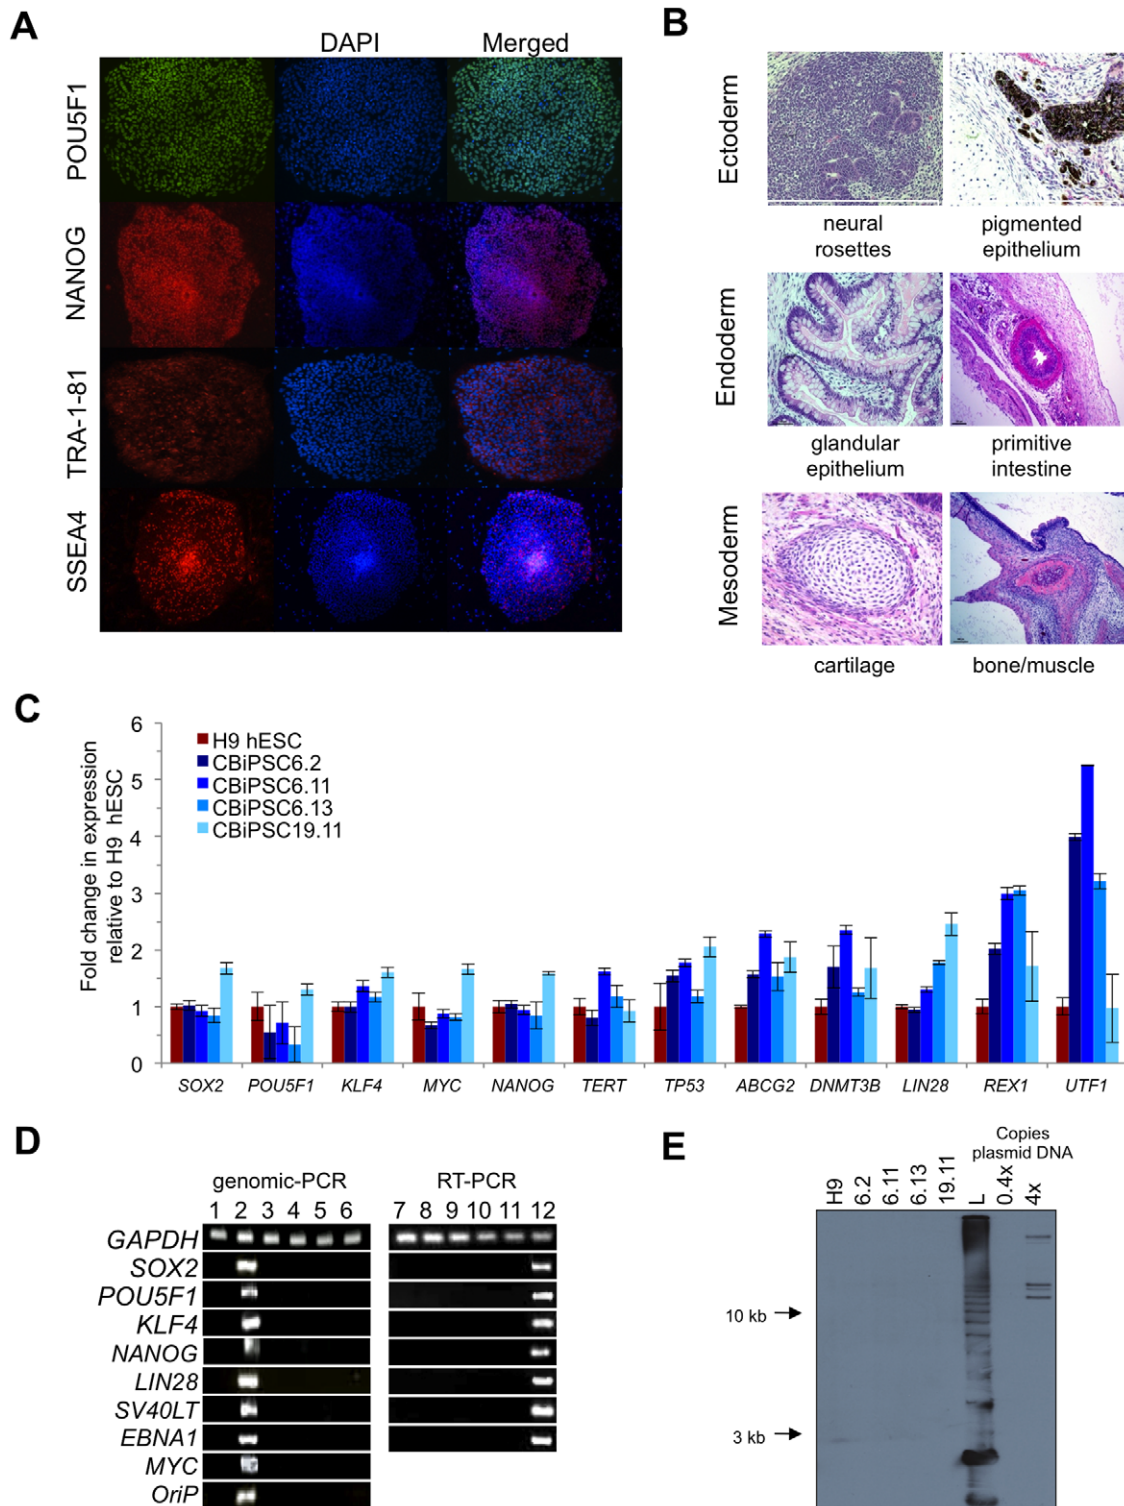 A
DAPI Merged
POU5F1
NANOG
TRA-1-81
SSEA4
B
Ectoderm
neural
rosettes
pigmented
epithelium
Endoderm
glandular
epithelium
primitive
intestine
Mesoderm
cartilage
bone/muscle
C
Fold change in expression
relative to H9 hESC
6
5
4
3
2
1
0
H9 hESC
CBiPSC6.2
CBiPSC6.11
CBiPSC6.13
CBiPSC19.11
SOX2 POU5F1 KLF4 MYC NANOG TERT TP53 ABCG2 DNMT3B LIN28 REX1 UTF1
D
genomic-PCR RT-PCR
1 2 3 4 5 6 7 8 9 10 11 12
GAPDH
SOX2
POU5F1
KLF4
NANOG
LIN28
SV40LT
EBNA1
MYC
OriP
E
Copies
plasmid DNA
H9 6.2 6.11 6.13 19.11 L 0.4x 4x
10 kb
3 kb